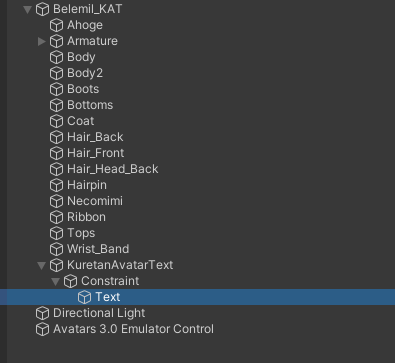 Belemil_KAT
Ahoge
Armature
Body
Body2
Boots
Bottoms
Coat
Hair_Back
Hair_Front
Hair_Head_Back
Hairpin
Necomimi
Ribbon
Tops
Wrist_Band
KuretanAvatarText
Constraint
Text
Directional Light
Avatars 3.0 Emulator Control